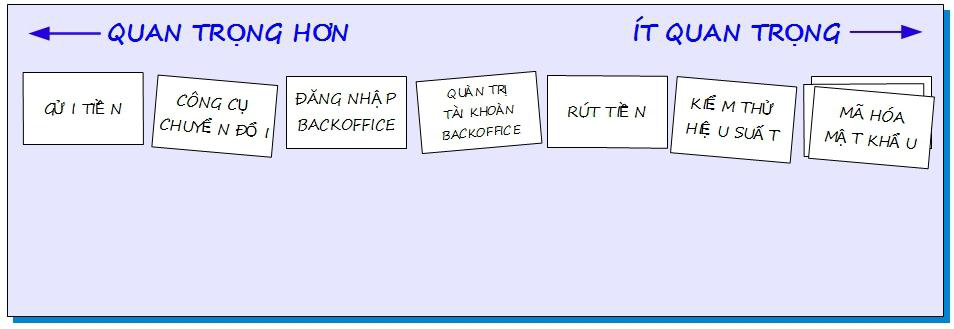 QUAN TRỌNG HƠN
ÍT QUAN TRỌNG
GỬI TIỀN
CÔNG CỤ
CHUYỂN ĐỔI
ĐĂNG NHẬP
BACKOFFICE
QUẢN TRỊ
TÀI KHOẢN
BACKOFFICE
RÚT TIỀN
KIỂM THỬ
HIỆU SUẤT
MÃ HÓA
MẬT KHẨU